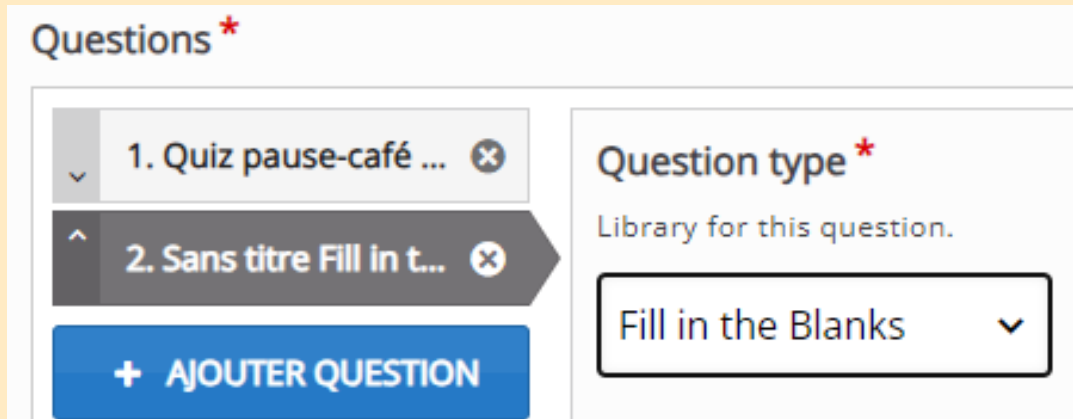 Questions *
1. Quiz pause-café ...
2. Sans titre Fill in t...
+ AJOUTER QUESTION
Question type *
Library for this question.
Fill in the Blanks